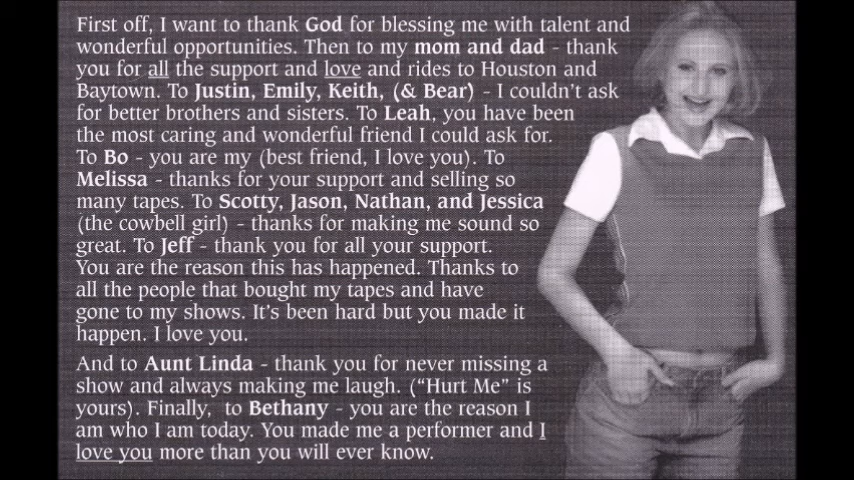 First off, I want to thank God for blessing me with talent and
wonderful opportunities. Then to my mom and dad - thank
you for all the support and love and rides to Houston and
Baytown. To Justin, Emily, Keith, (& Bear) - I couldn't ask
for better brothers and sisters. To Leah, you have been
the most caring and wonderful friend I could ask for.
To Bo - you are my (best friend, I love you). To
Melissa - thanks for your support and selling so
many tapes. To Scotty, Jason, Nathan, and Jessica
(the cowbell girl) - thanks for making me sound so
great. To Jeff - thank you for all your support.
You are the reason this has happened. Thanks to
all the people that bought my tapes and have
gone to my shows. It's been hard but you made it
happen. I love you.
And to Aunt Linda - thank you for never missing a
show and always making me laugh. ("Hurt Me" is
yours). Finally, to Bethany - you are the reason I
am who I am today. You made me a performer and I
love you more than you will ever know.